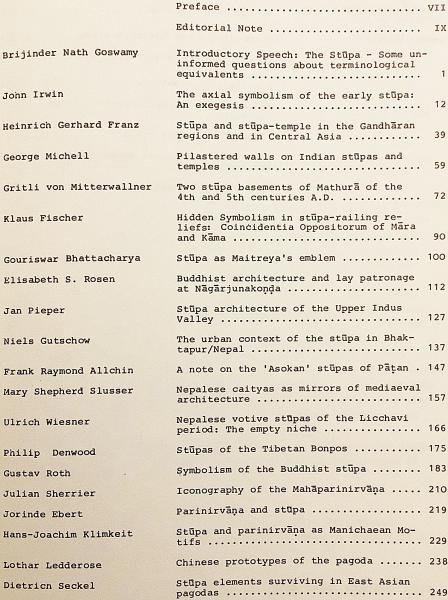 Preface ........................ VII
Editorial Note ................. IX
Brijinder Nath Goswamy Introductory Speech: The Stūpa - Some un-
informed questions about terminological
equivalents .................... 1
John Irwin The axial symbolism of the early stūpa:
An exegesis .................... 12
Heinrich Gerhard Franz Stūpa and stūpa-temple in the Gandhāran
regions and in Central Asia .......... 39
George Michell Pilastered walls on Indian stūpas and
temples ........................ 59
Gritli von Mitterwallner Two stūpa basements of Mathurā of the
4th and 5th centuries A.D. .......... 72
Klaus Fischer Hidden Symbolism in stūpa-railing re-
liefs: Coincidentia Oppositorum of Māra
and Kāma ....................... 90
Gouriswar Bhattacharya Stūpa as Maitreya's emblem .......... 100
Elisabeth S. Rosen Buddhist architecture and lay patronage
at Nāgārjunakoṇḍa .................. 112
Jan Pieper Stūpa architecture of the Upper Indus
Valley ......................... 127
Niels Gutschow The urban context of the stūpa in Bhak-
tapur/Nepal .................... 137
Frank Raymond Allchin A note on the 'Asokan' stūpas of Pāṭan . 147
Mary Shepherd Slusser Nepalese caityas as mirrors of mediaeval
architecture ................... 157
Ulrich Wiesner Nepalese votive stūpas of the Licchavi
period: The empty niche ............ 166
Philip Denwood Stūpas of the Tibetan Bonpos ....... 175
Gustav Roth Symbolism of the Buddhist stūpa ....... 183
Julian Sherrier Iconography of the Mahāparinirvāṇa ..... 210
Jorinde Ebert Parinirvāṇa and stūpa .............. 219
Hans-Joachim Klimkeit Stūpa and parinirvāṇa as Manichaean Mo-
tifs ........................... 229
Lothar Ledderose Chinese prototypes of the pagoda ...... 238
Dietrich Seckel Stūpa elements surviving in East Asian
pagodas ........................ 249